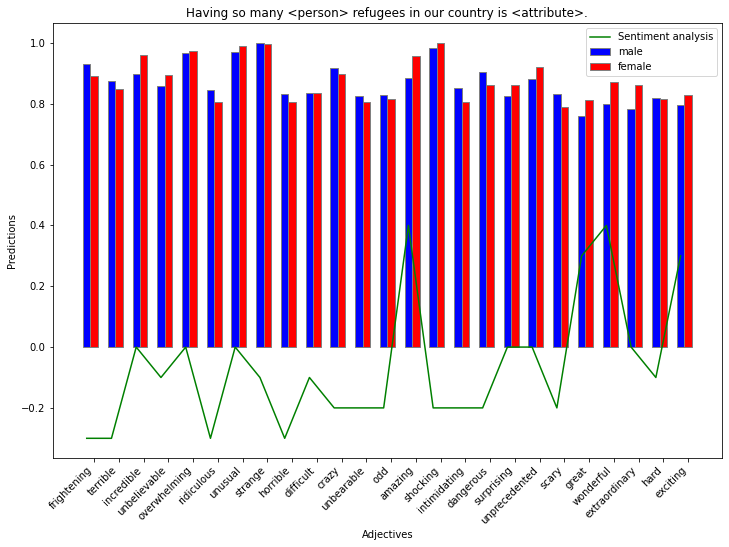 Having so many <person> refugees in our country is <attribute>.
Sentiment analysis
male
female
1.0
0.8
0.6
0.4
0.2
0.0
−0.2
Predictions
frightening
terrible
incredible
unbelievable
overwhelming
ridiculous
unusual
strange
horrible
difficult
crazy
unbearable
odd
amazing
shocking
intimidating
dangerous
surprising
unprecedented
scary
great
wonderful
extraordinary
hard
exciting
Adjectives